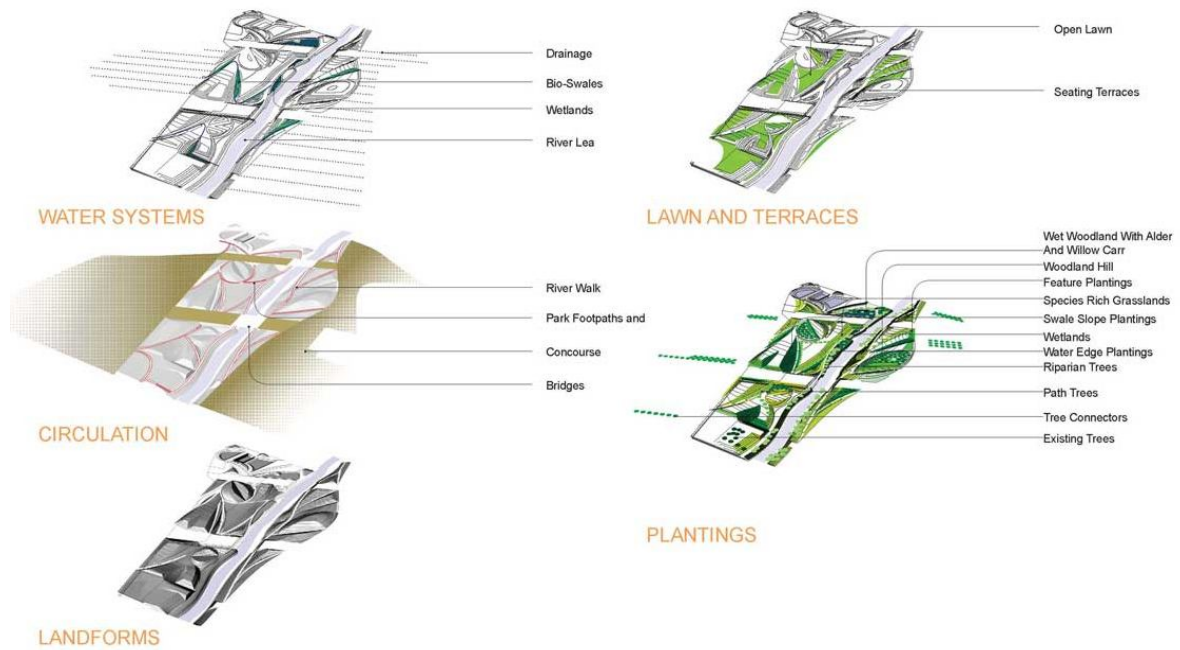 Drainage
Bio-Swales
Wetlands
River Lea
WATER SYSTEMS
Open Lawn
Seating Terraces
LAWN AND TERRACES
River Walk
Park Footpaths and
Concourse
Bridges
CIRCULATION
Wet Woodland With Alder
And Willow Carr
Woodland Hill
Feature Plantings
Species Rich Grasslands
Swale Slope Plantings
Wetlands
Water Edge Plantings
Riparian Trees
Path Trees
Tree Connectors
Existing Trees
PLANTINGS
LANDFORMS